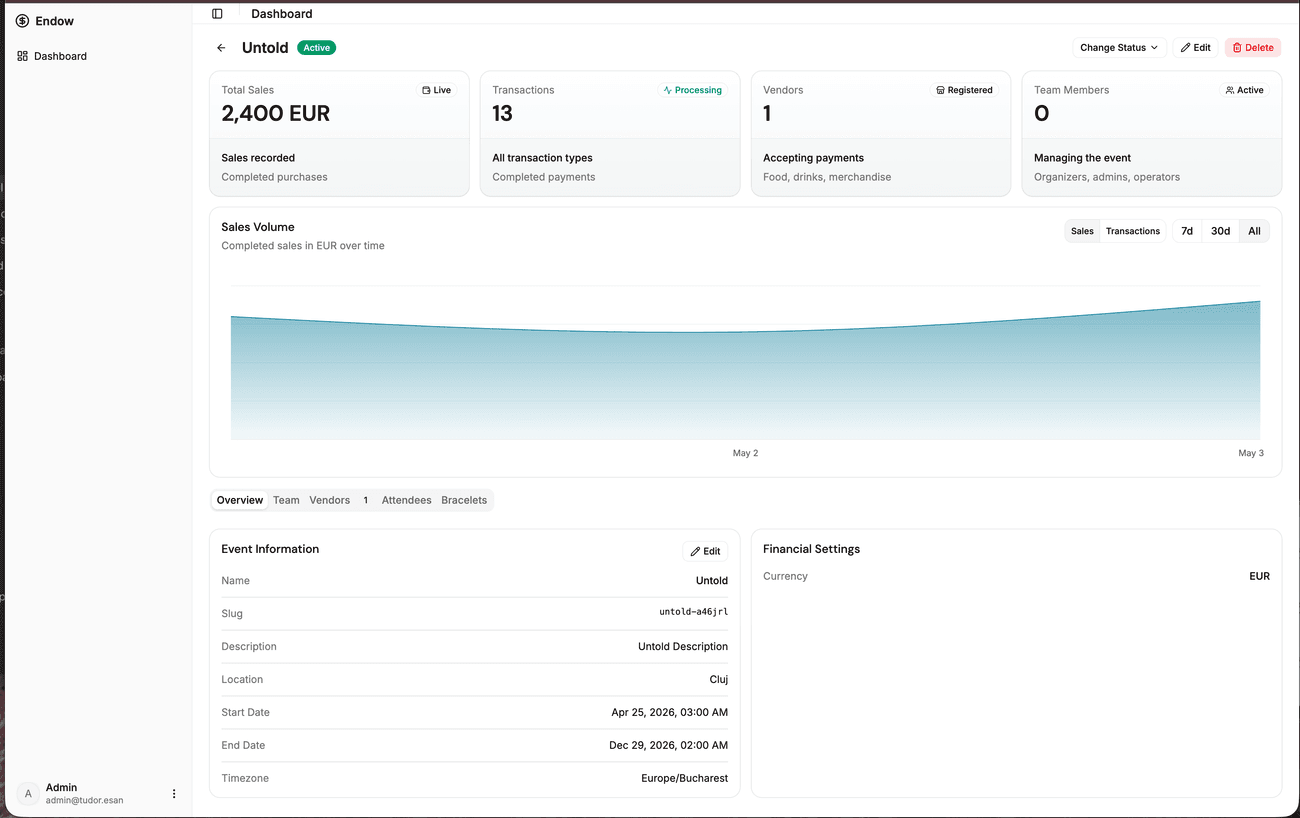 Endow
Dashboard
Dashboard
Untold Active Change Status Edit Delete
Total Sales Live
2,400 EUR
Sales recorded
Completed purchases
Transactions Processing
13
All transaction types
Completed payments
Vendors Registered
1
Accepting payments
Food, drinks, merchandise
Team Members Active
0
Managing the event
Organizers, admins, operators
Sales Volume
Completed sales in EUR over time
Sales Transactions 7d 30d All
May 2 May 3
Overview Team Vendors 1 Attendees Bracelets
Event Information Edit
Name Untold
Slug untold-a46jrl
Description Untold Description
Location Cluj
Start Date Apr 25, 2026, 03:00 AM
End Date Dec 29, 2026, 02:00 AM
Timezone Europe/Bucharest
Financial Settings
Currency EUR
A
Admin
admin@tudor.esan